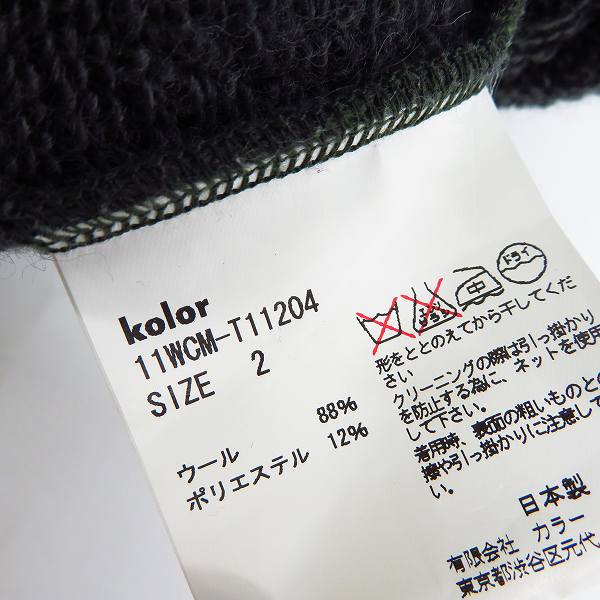 kolor
11WCM-T11204
SIZE 2
ウール 88%
ポリエステル 12%
中
ドライ
形をととのえてから干してくだ
さい
クリーニングの際は引っ掛かり
を防止する為に、ネットを使用
して下さい。
着用時、表面の粗いものとの
擦や引っ掛かりに注意して
い。
日本製
有限会社 カラー
東京都渋谷区元代